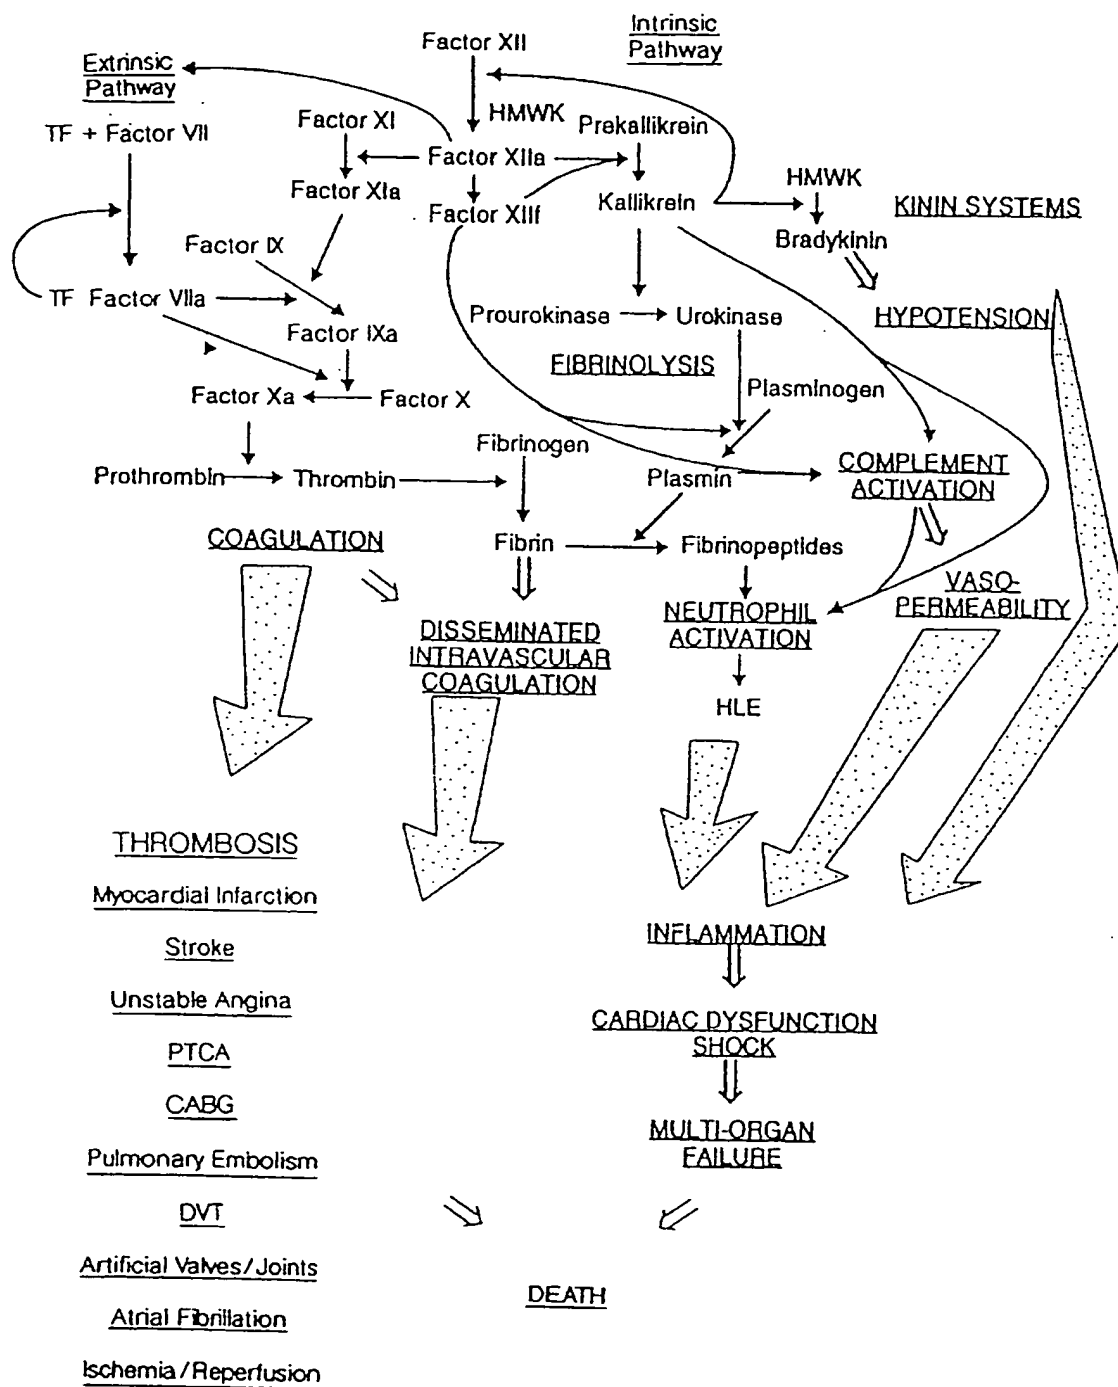 Factor XII
Intrinsic
Pathway
Extrinsic
Pathway
HMWK
TF + Factor VII
Factor XI
Prekallikrein
Factor XIIa
HMWK
Factor XIa
Factor XIIf
Kallikrein
KININ SYSTEMS
Bradykinin
Factor IX
TF Factor VIIa
Prourokinase
Urokinase
HYPOTENSION
Factor IXa
FIBRINOLYSIS
Factor Xa
Factor X
Plasminogen
Fibrinogen
Prothrombin
Thrombin
Plasmin
COMPLEMENT
ACTIVATION
COAGULATION
Fibrin
Fibrinopeptides
VASO-
PERMEABILITY
NEUTROPHIL
ACTIVATION
DISSEMINATED
INTRAVASCULAR
COAGULATION
HLE
THROMBOSIS
Myocardial Infarction
Stroke
Unstable Angina
PTCA
CABG
Pulmonary Embolism
DVT
Artificial Valves/Joints
Atrial Fibrillation
Ischemia/Reperfusion
INFLAMMATION
CARDIAC DYSFUNCTION
SHOCK
MULTI-ORGAN
FAILURE
DEATH